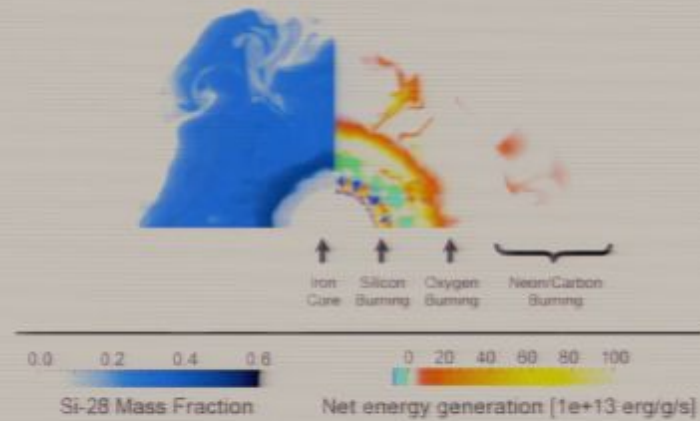 Iron Silicon Oxygen Neon/Carbon
Core Burning Burning Burning
0.0 0.2 0.4 0.6 0 20 40 60 80 100
Si-28 Mass Fraction Net energy generation [1e+13 erg/g/s]